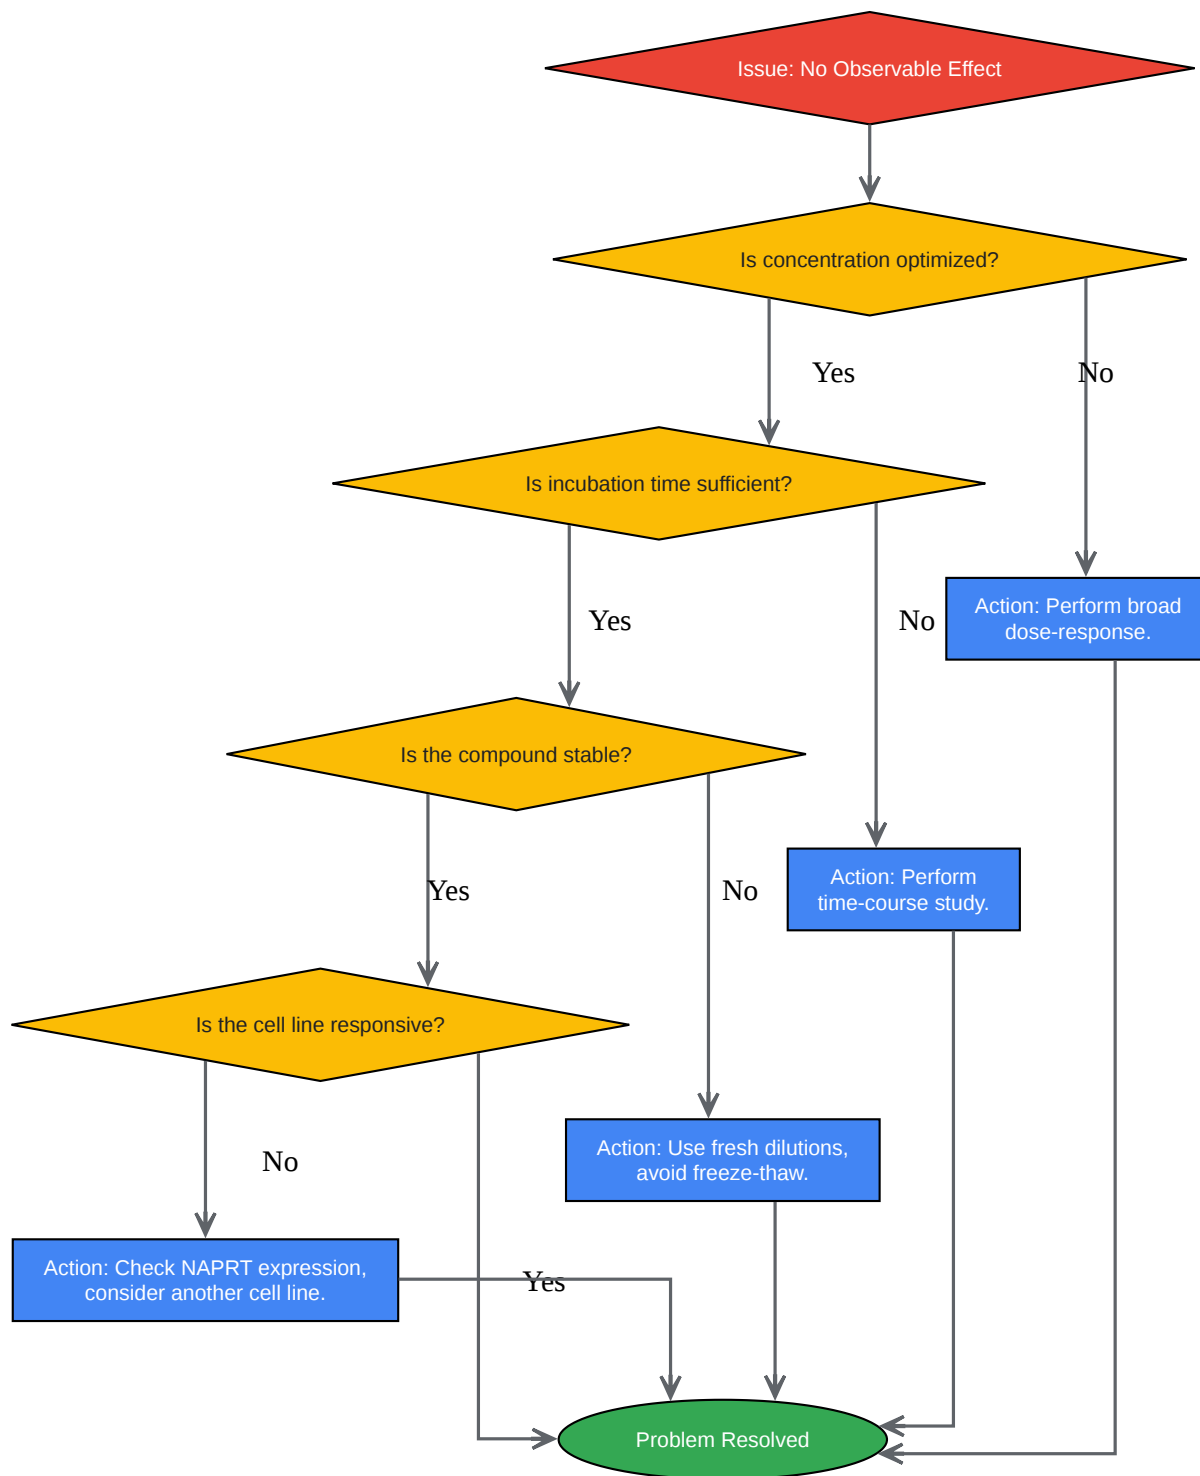 Issue: No Observable Effect
Is concentration optimized?
Yes
No
Is incubation time sufficient?
Action: Perform broad
dose-response.
Yes
No
Is the compound stable?
Action: Perform
time-course study.
Yes
No
Is the cell line responsive?
Action: Use fresh dilutions,
avoid freeze-thaw.
No
Action: Check NAPRT expression,
consider another cell line.
Yes
Problem Resolved